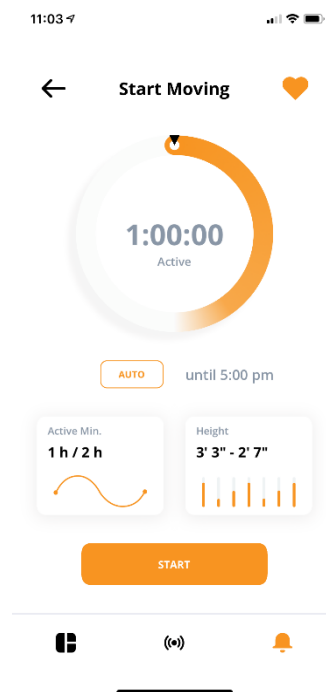 11:03
Start Moving
1:00:00
Active
AUTO
until 5:00 pm
Active Min.
1 h / 2 h
Height
3' 3" - 2' 7"
START